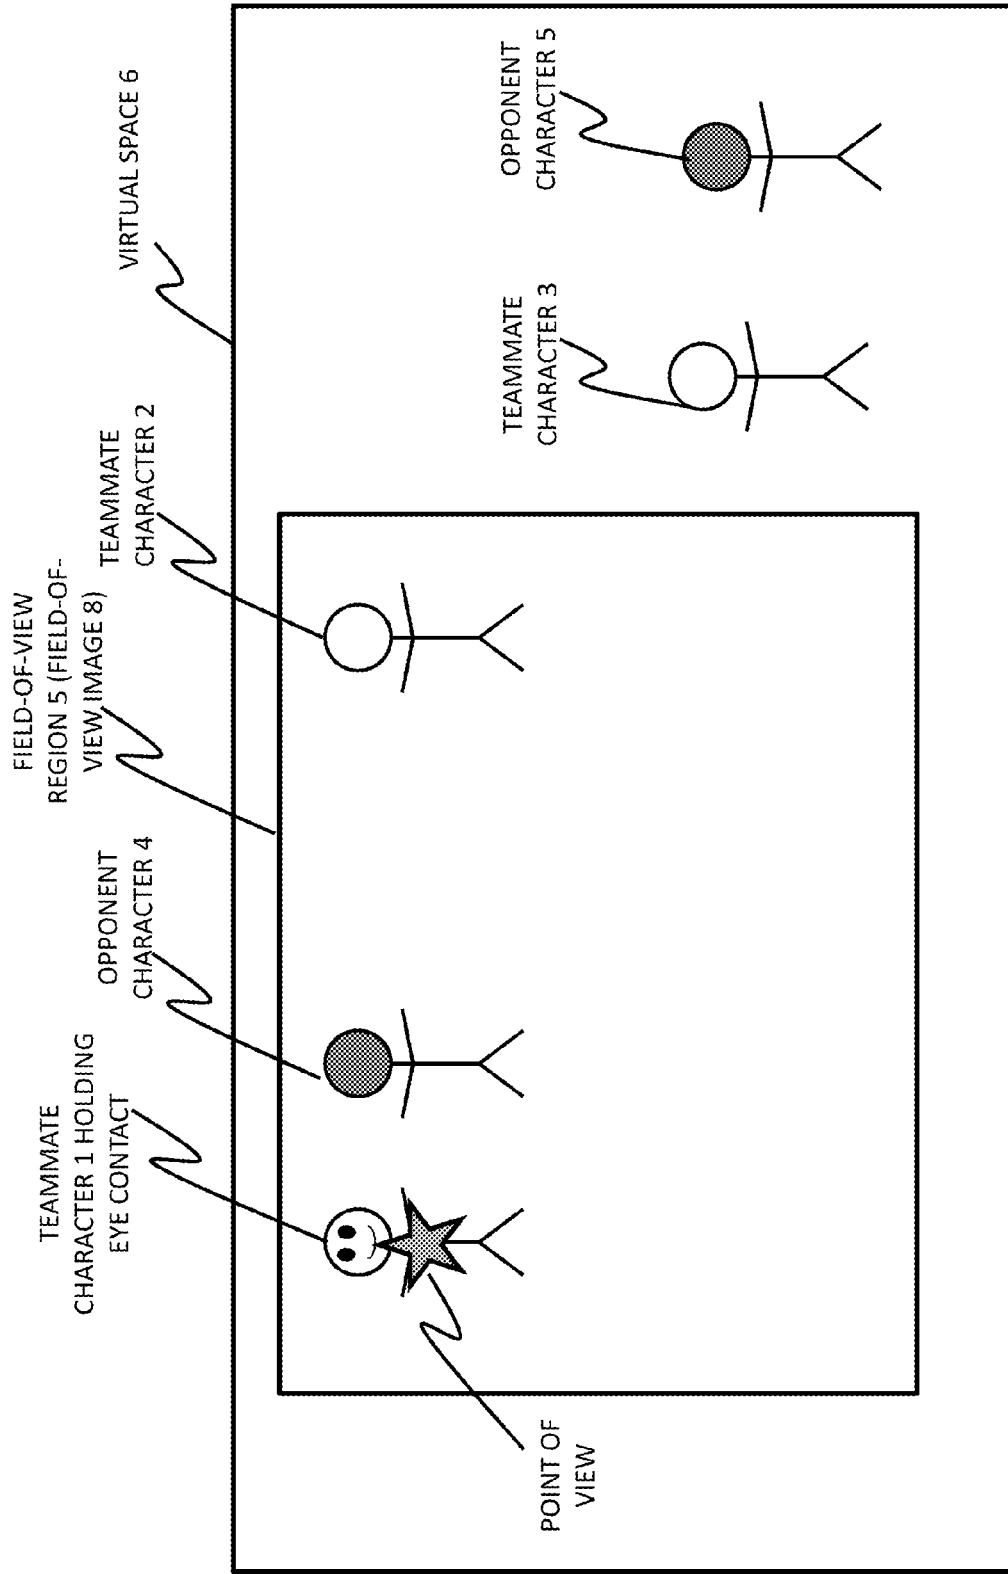 FIELD-OF-VIEW
REGION 5 (FIELD-OF-
VIEW IMAGE 8)
TEAMMATE
CHARACTER 1 HOLDING
EYE CONTACT
OPPONENT
CHARACTER 4
TEAMMATE
CHARACTER 2
VIRTUAL SPACE 6
POINT OF
VIEW
TEAMMATE
CHARACTER 3
OPPONENT
CHARACTER 5